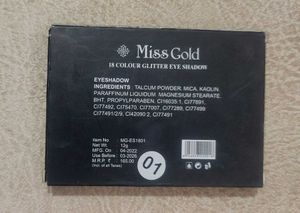 Miss Gold
18 COLOUR GLITTER EYE SHADOW
EYESHADOW
INGREDIENTS : TALCUM POWDER, MICA, KAOLIN,
PARAFFINUM LIQUIDUM, MAGNESIUM STEARATE,
BHT, PROPYLPARABEN, CI16035:1, CI77891,
CI77492, CI75470, CI77007, CI77289, CI77499
CI77491/2/9, CI42090:2, CI77491
Item No : MG-ES1801
Net Wt. : 12g
MFG. On : 04-2022
Use Before : 03-2026
M.R.P. ₹ : 165.00
(Incl. of all Taxes)
01